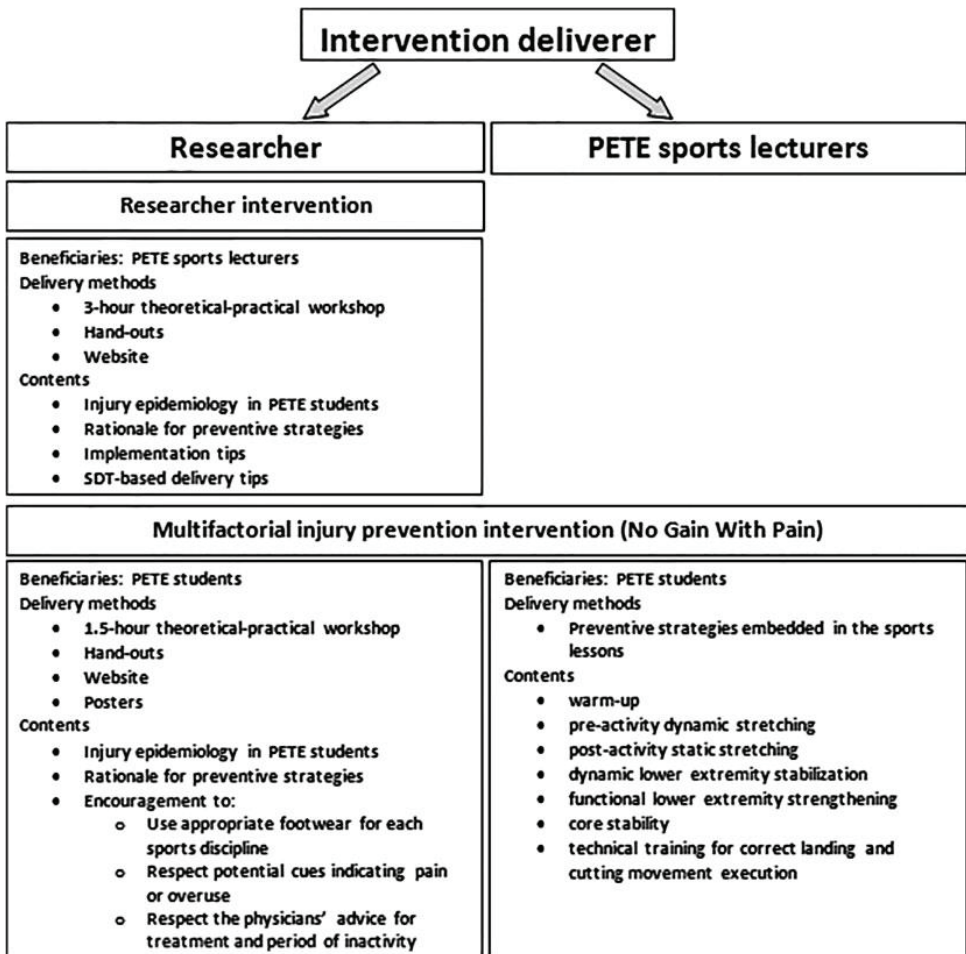 Intervention deliverer
Researcher
PETE sports lecturers
Researcher intervention
Beneficiaries: PETE sports lecturers
Delivery methods
• 3-hour theoretical-practical workshop
• Hand-outs
• Website
Contents
• Injury epidemiology in PETE students
• Rationale for preventive strategies
• Implementation tips
• SDT-based delivery tips
Multifactorial injury prevention intervention (No Gain With Pain)
Beneficiaries: PETE students
Delivery methods
• 1.5-hour theoretical-practical workshop
• Hand-outs
• Website
• Posters
Contents
• Injury epidemiology in PETE students
• Rationale for preventive strategies
• Encouragement to:
o Use appropriate footwear for each
sports discipline
o Respect potential cues indicating pain
or overuse
o Respect the physicians' advice for
treatment and period of inactivity
Beneficiaries: PETE students
Delivery methods
• Preventive strategies embedded in the sports
lessons
Contents
• warm-up
• pre-activity dynamic stretching
• post-activity static stretching
• dynamic lower extremity stabilization
• functional lower extremity strengthening
• core stability
• technical training for correct landing and
cutting movement execution